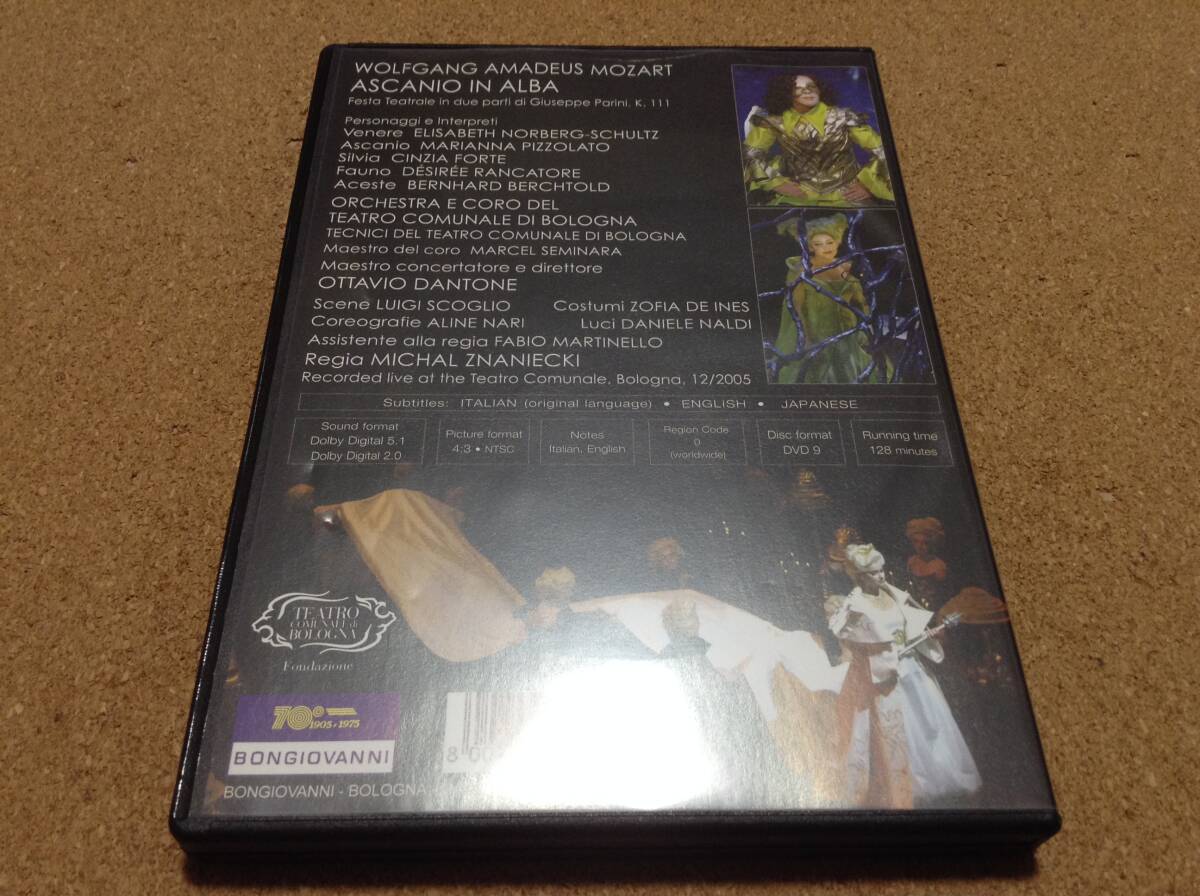 WOLFGANG AMADEUS MOZART
ASCANIO IN ALBA
Festa Teatrale in due parti di Giuseppe Parini, K. 111
Personaggi e Interpreti
Venere ELISABETH NORBERG-SCHULTZ
Ascanio MARIANNA PIZZOLATO
Silvia CINZIA FORTE
Fauno DÉSIRÉE RANCATORE
Aceste BERNHARD BERCHTOLD
ORCHESTRA E CORO DEL
TEATRO COMUNALE DI BOLOGNA
TECNICI DEL TEATRO COMUNALE DI BOLOGNA
Maestro del coro MARCEL SEMINARA
Maestro concertatore e direttore
OTTAVIO DANTONE
Scene LUIGI SCOGLIO Costumi ZOFIA DE INES
Coreografie ALINE NARI Luci DANIELE NALDI
Assistente alla regia FABIO MARTINELLO
Regia MICHAL ZNANIECKI
Recorded live at the Teatro Comunale, Bologna, 12/2005
Subtitles: ITALIAN (original language) • ENGLISH • JAPANESE
Sound format
Dolby Digital 5.1
Dolby Digital 2.0
Picture format
4:3 • NTSC
Notes
Italian, English
Region Code
0
(worldwide)
Disc format
DVD 9
Running time
128 minutes
TEATRO
COMUNALE di
BOLOGNA
Fondazione
70° 1905-1975
BONGIOVANNI
8 00
BONGIOVANNI - BOLOGNA